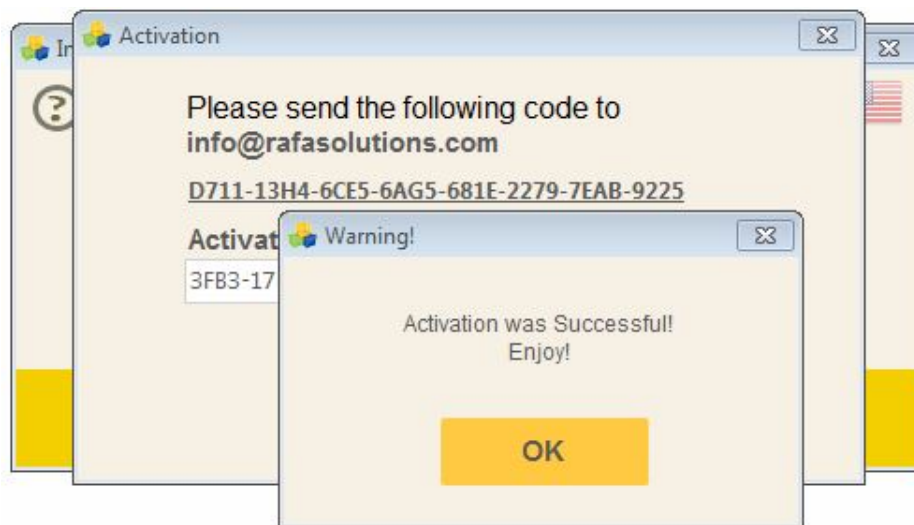 Activation
Please send the following code to
info@rafasolutions.com
D711-13H4-6CE5-6AG5-681E-2279-7EAB-9225
Warning!
3FB3-17
Activation was Successful!
Enjoy!
OK